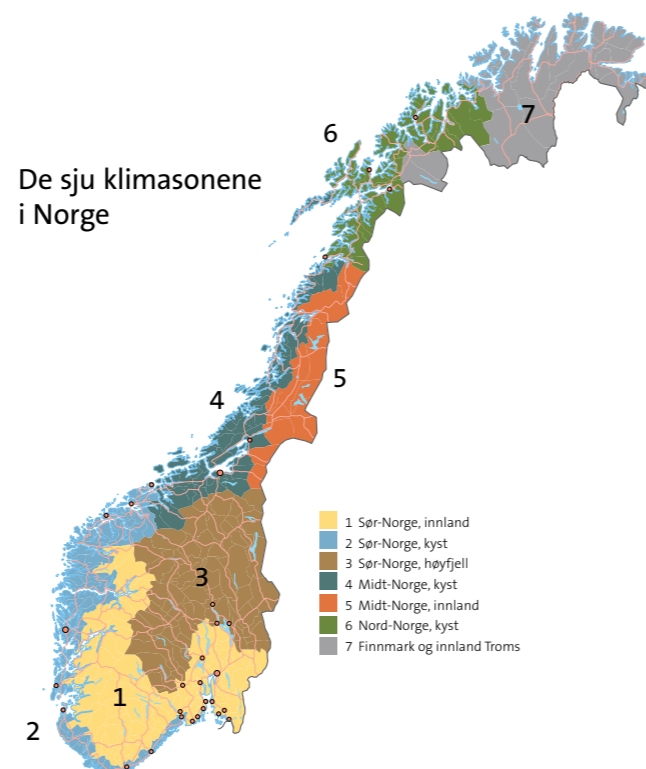 De sju klimasonene
i Norge
7
6
5
4
3
1
2
1 Sør-Norge, innland
2 Sør-Norge, kyst
3 Sør-Norge, høyfjell
4 Midt-Norge, kyst
5 Midt-Norge, innland
6 Nord-Norge, kyst
7 Finnmark og innland Troms